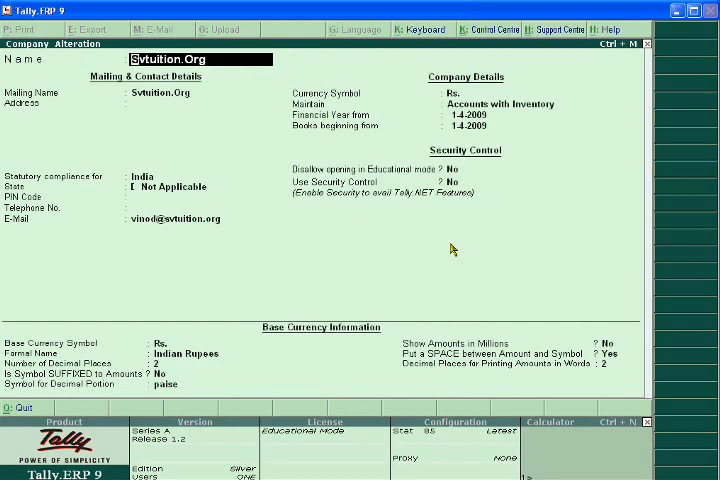 Tally.ERP 9
P: Print E: Export M: E-Mail O: Upload G: Language K: Keyboard K: Control Centre H: Support Centre H: Help
Company Alteration Ctrl + M
Name : Svtuition.Org
Mailing & Contact Details
Company Details
Mailing Name : Svtuition.Org
Currency Symbol : Rs.
Address :
Maintain : Accounts with Inventory
Financial Year from : 1-4-2009
Books beginning from : 1-4-2009
Security Control
Disallow opening in Educational mode ? No
Statutory compliance for : India
Use Security Control ? No
State : Not Applicable
(Enable Security to avail Tally.NET Features)
PIN Code :
Telephone No. :
E-Mail : vinod@svtuition.org
Base Currency Information
Base Currency Symbol : Rs.
Show Amounts in Millions ? No
Formal Name : Indian Rupees
Put a SPACE between Amount and Symbol ? Yes
Number of Decimal Places : 2
Decimal Places for Printing Amounts in Words : 2
Is Symbol SUFFIXED to Amounts ? No
Symbol for Decimal Portion : paise
Q: Quit
Product Version License Configuration Calculator Ctrl + N
Tally
POWER OF SIMPLICITY
Tally.ERP 9
Series A
Release 1.2
Edition Silver
Users ONE
Educational Mode
Stat 85 Latest
Proxy None
1>